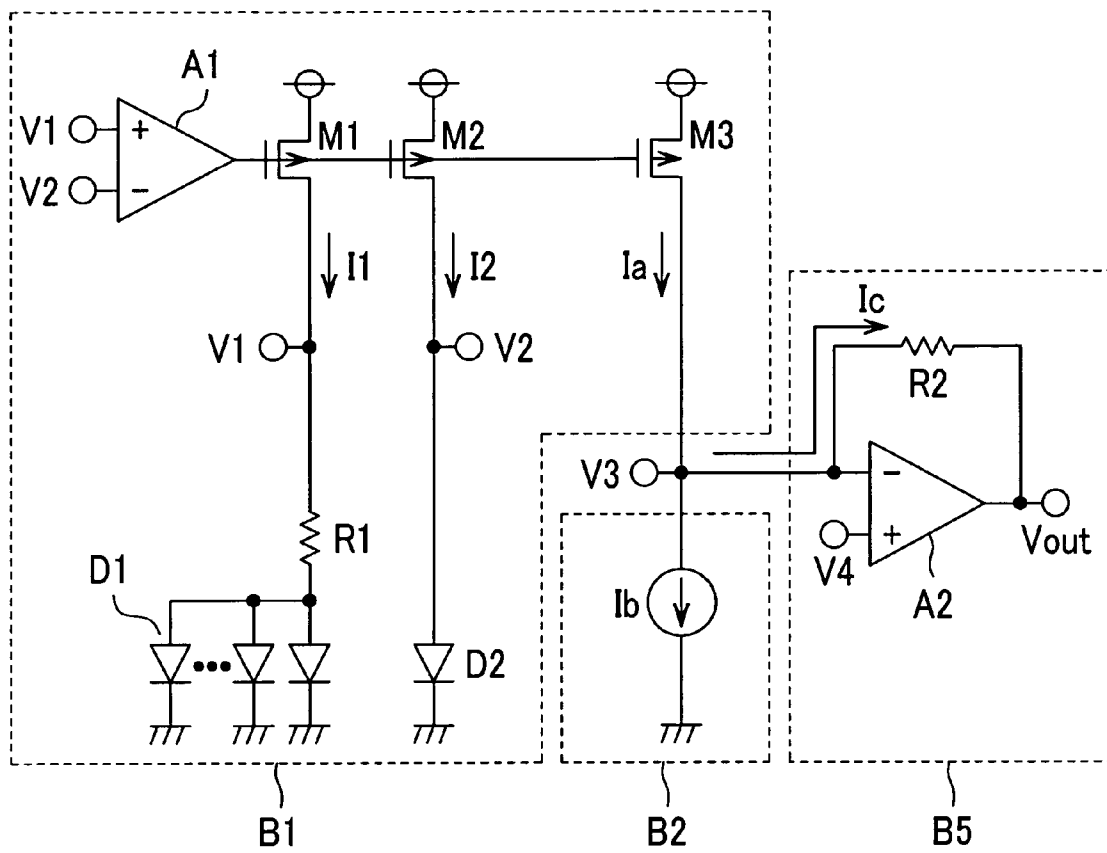 A1
V1
+
V2
−
M1
M2
M3
I1
I2
Ia
Ic
V1
V2
R2
V3
−
V4
+
Vout
A2
R1
D1
Ib
D2
B1
B2
B5